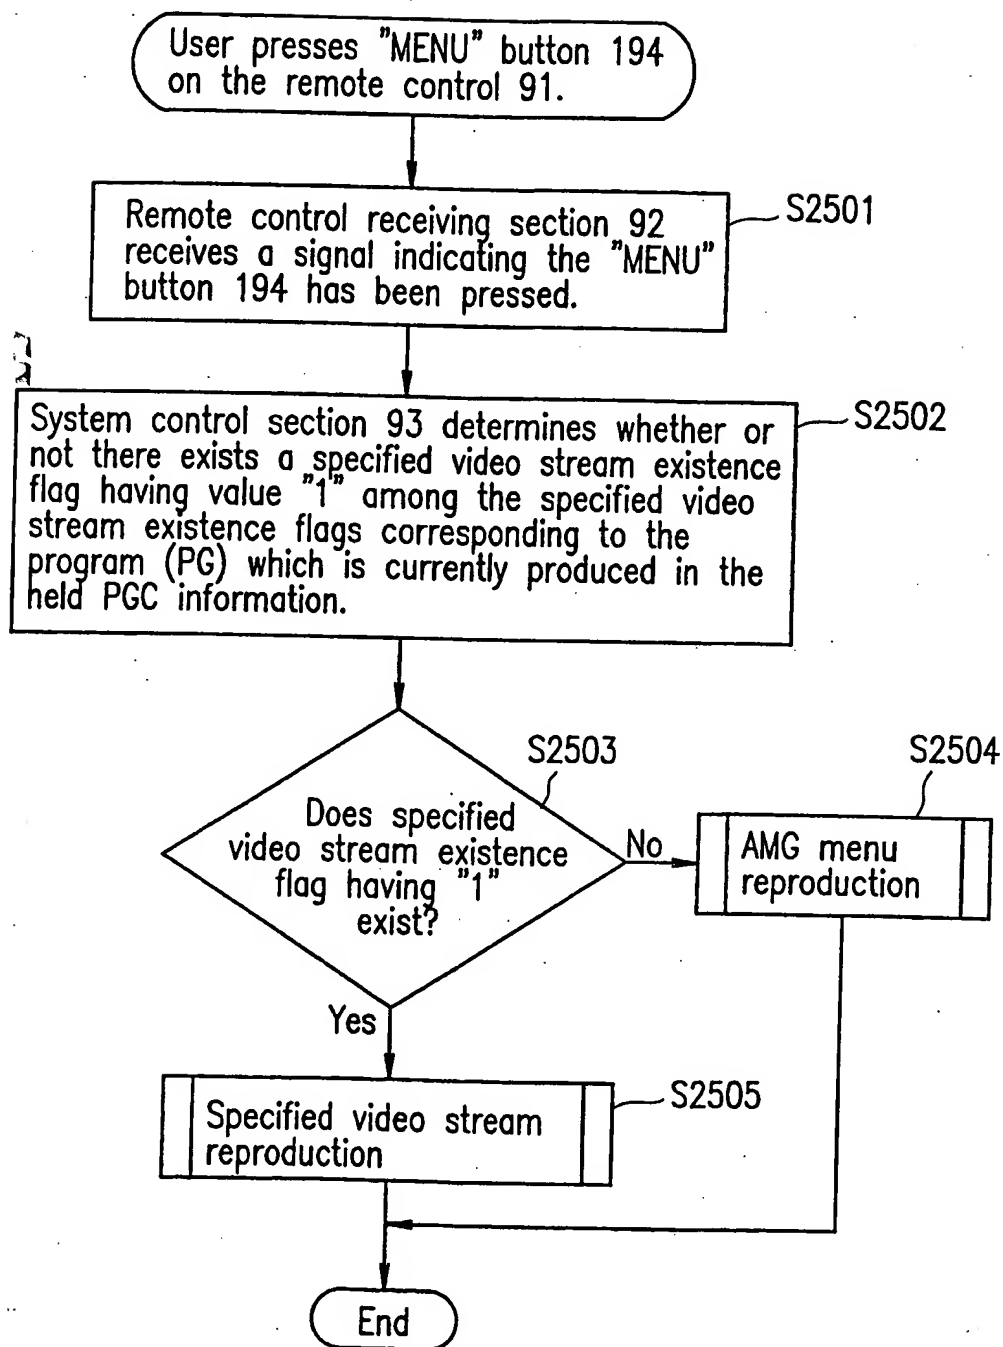 User presses "MENU" button 194
on the remote control 91.
Remote control receiving section 92
receives a signal indicating the "MENU"
button 194 has been pressed.
S2501
System control section 93 determines whether or
not there exists a specified video stream existence
flag having value "1" among the specified video
stream existence flags corresponding to the
program (PG) which is currently produced in the
held PGC information.
S2502
S2503
Does specified
video stream existence
flag having "1"
exist?
No
S2504
AMG menu
reproduction
Yes
Specified video stream
reproduction
S2505
End